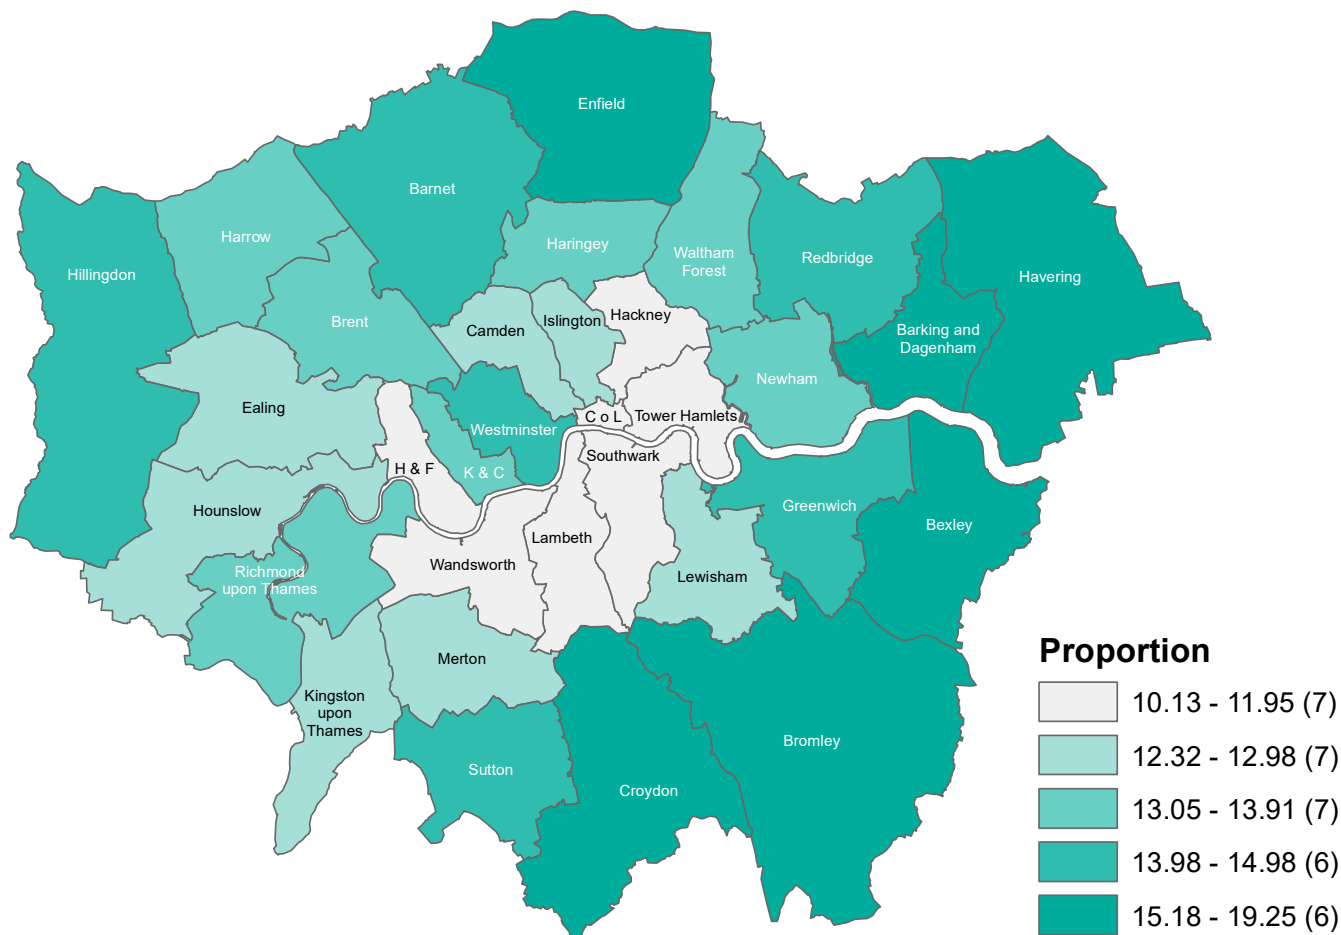 Enfield
Barnet
Harrow
Haringey
Waltham
Forest
Redbridge
Hillingdon
Havering
Brent
Camden
Islington
Hackney
Barking and
Dagenham
Newham
Ealing
C o L
Tower Hamlets
Westminster
Southwark
H & F
K & C
Hounslow
Greenwich
Bexley
Lambeth
Wandsworth
Richmond
upon Thames
Lewisham
Merton
Kingston
upon
Thames
Bromley
Sutton
Croydon
Proportion
10.13 - 11.95 (7)
12.32 - 12.98 (7)
13.05 - 13.91 (7)
13.98 - 14.98 (6)
15.18 - 19.25 (6)